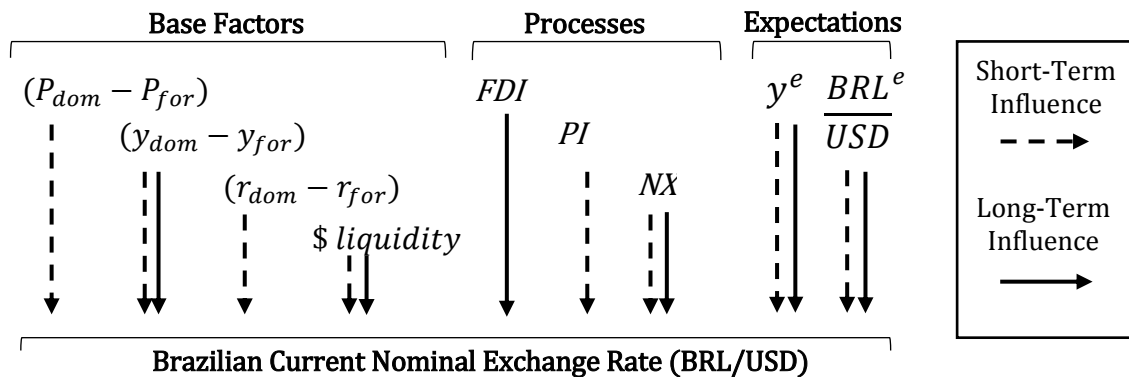 Base Factors
Processes
Expectations
(P_dom − P_for)
(y_dom − y_for)
(r_dom − r_for)
$ liquidity
FDI
PI
NX
y^e
BRL^e
USD
Short-Term
Influence
Long-Term
Influence
Brazilian Current Nominal Exchange Rate (BRL/USD)